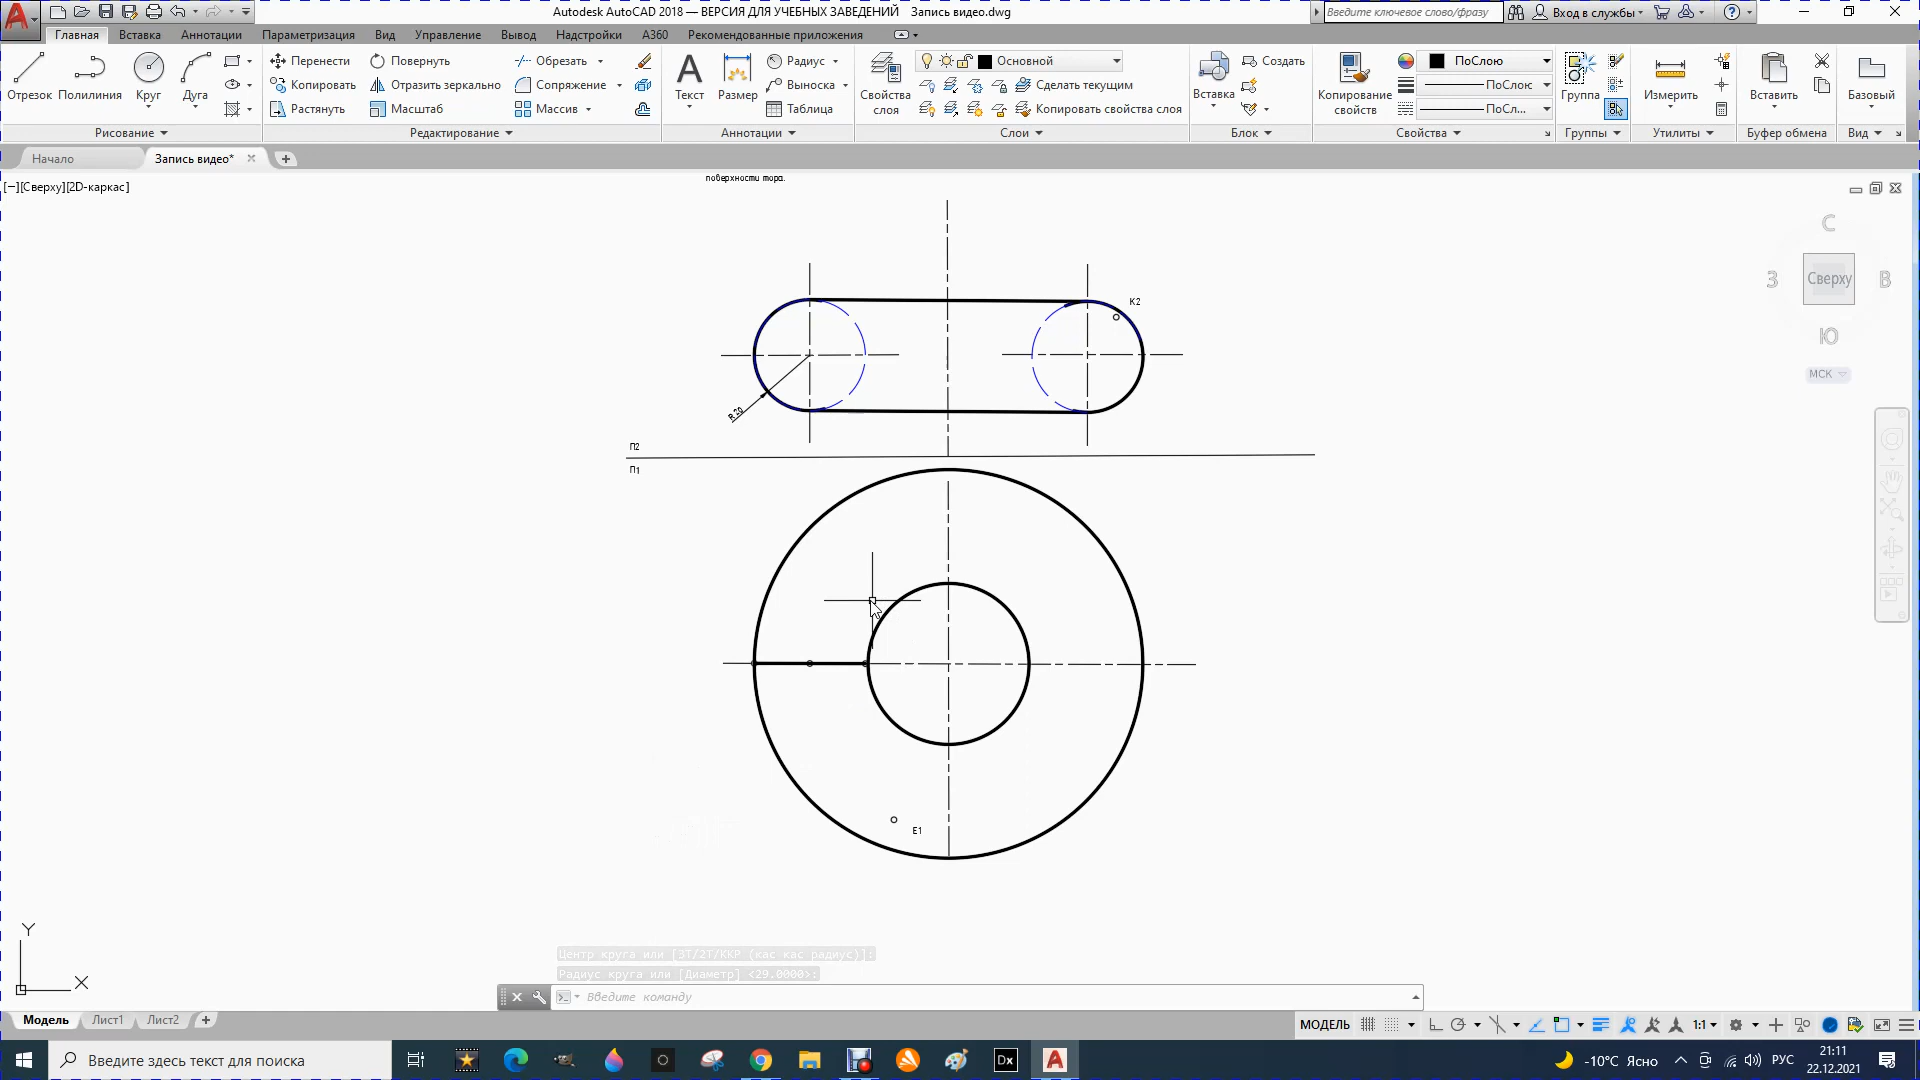 Autodesk AutoCAD 2018 — ВЕРСИЯ ДЛЯ УЧЕБНЫХ ЗАВЕДЕНИЙ Запись видео.dwg
Введите ключевое слово/фразу
Вход в службы
Главная Вставка Аннотации Параметризация Вид Управление Вывод Надстройки A360 Рекомендованные приложения
Отрезок Полилиния Круг Дуга
Перенести Повернуть Обрезать
Копировать Отразить зеркально Сопряжение
Растянуть Масштаб Массив
Текст Размер
Радиус
Выноска
Таблица
Свойства слоя
Основной
Сделать текущим
Копировать свойства слоя
Вставка
Создать
Копирование свойств
ПоСлою
ПоСлою
ПоСл...
Группа
Измерить
Вставить
Базовый
Рисование Редактирование Аннотации Слои Блок Свойства Группы Утилиты Буфер обмена Вид
Начало Запись видео*
[−][Сверху][2D-каркас]
поверхности тора.
С
З Сверху В
Ю
МСК
К2
R 20
П2
П1
Е1
Y
X
Центр круга или [3Т/2Т/ККР (кас кас радиус)]:
Радиус круга или [Диаметр] <29.0000>:
Введите команду
Модель Лист1 Лист2
МОДЕЛЬ 1:1
Введите здесь текст для поиска
Dx
-10°C Ясно
РУС
21:11
22.12.2021